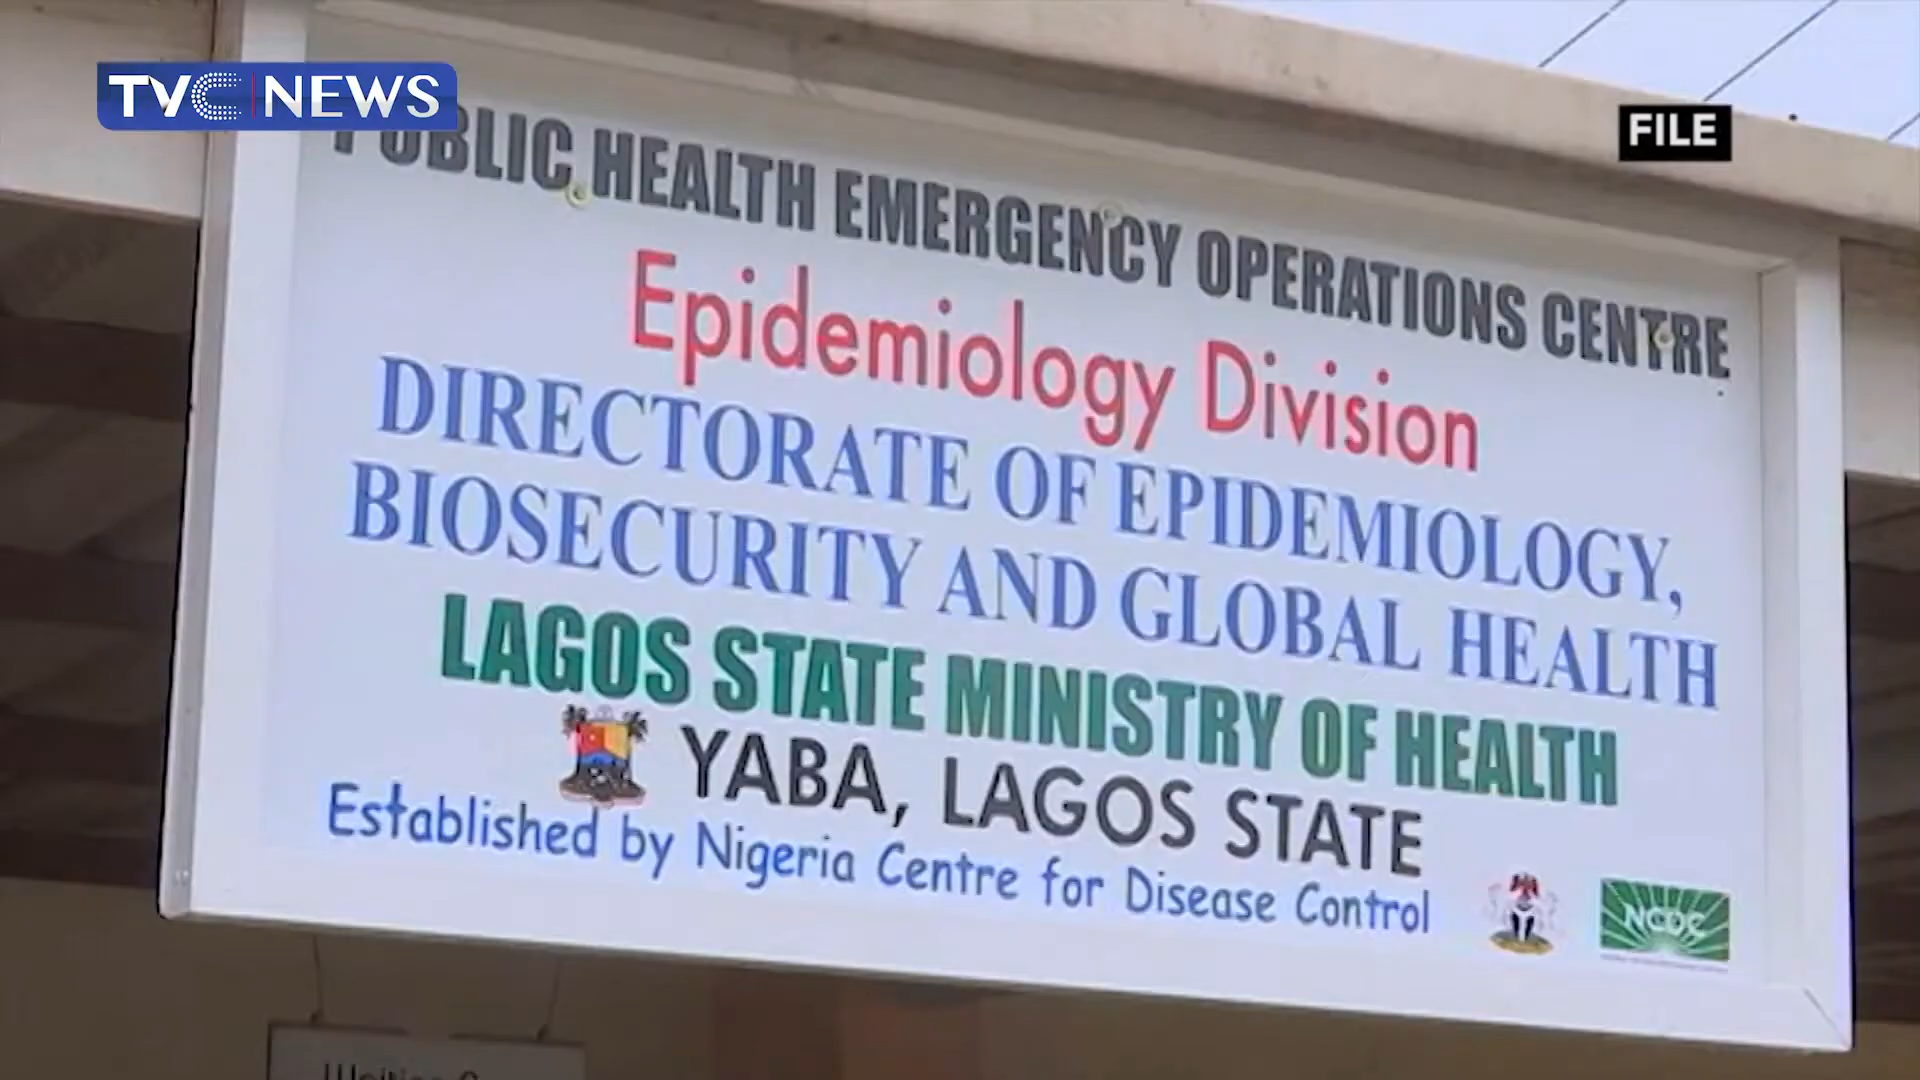 TVC NEWS
FILE
PUBLIC HEALTH EMERGENCY OPERATIONS CENTRE
Epidemiology Division
DIRECTORATE OF EPIDEMIOLOGY,
BIOSECURITY AND GLOBAL HEALTH
LAGOS STATE MINISTRY OF HEALTH
YABA, LAGOS STATE
Established by Nigeria Centre for Disease Control
NCDC